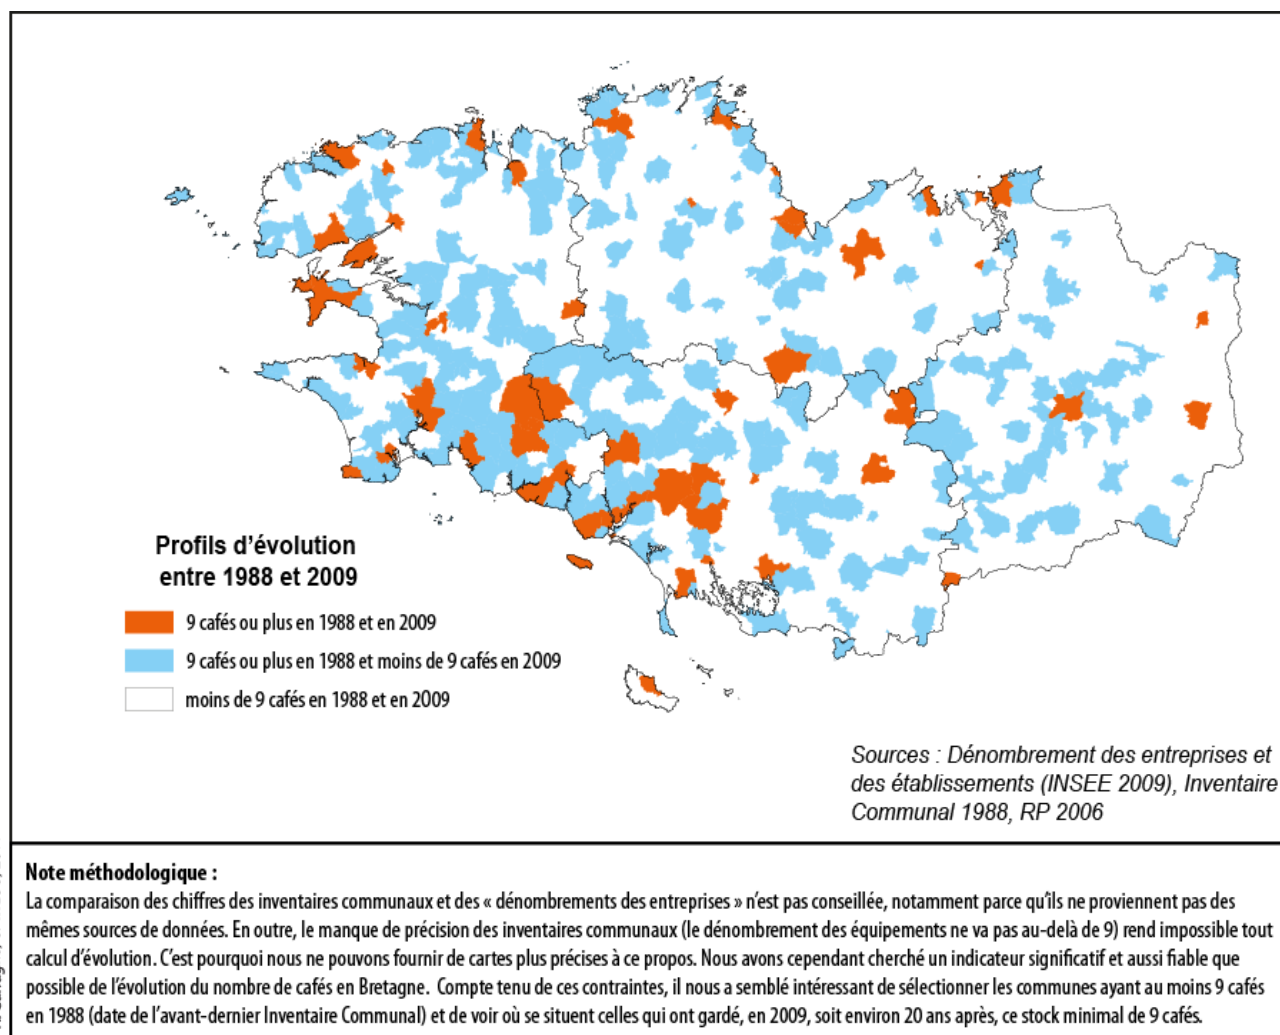 Profils d'évolution
entre 1988 et 2009
9 cafés ou plus en 1988 et en 2009
9 cafés ou plus en 1988 et moins de 9 cafés en 2009
moins de 9 cafés en 1988 et en 2009
Sources : Dénombrement des entreprises et
des établissements (INSEE 2009), Inventaire
Communal 1988, RP 2006
Note méthodologique :
La comparaison des chiffres des inventaires communaux et des « dénombrements des entreprises » n'est pas conseillée, notamment parce qu'ils ne proviennent pas des
mêmes sources de données. En outre, le manque de précision des inventaires communaux (le dénombrement des équipements ne va pas au-delà de 9) rend impossible tout
calcul d'évolution. C'est pourquoi nous ne pouvons fournir de cartes plus précises à ce propos. Nous avons cependant cherché un indicateur significatif et aussi fiable que
possible de l'évolution du nombre de cafés en Bretagne. Compte tenu de ces contraintes, il nous a semblé intéressant de sélectionner les communes ayant au moins 9 cafés
en 1988 (date de l'avant-dernier Inventaire Communal) et de voir où se situent celles qui ont gardé, en 2009, soit environ 20 ans après, ce stock minimal de 9 cafés.